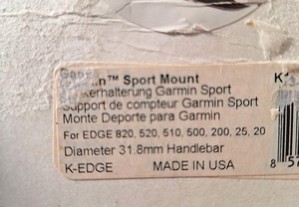 ™ Sport Mount
Garmin Sport
Support de compteur Garmin Sport
Monte Deporte para Garmin
For EDGE 820, 520, 510, 500, 200, 25, 20
Diameter 31.8mm Handlebar
K-EDGE MADE IN USA